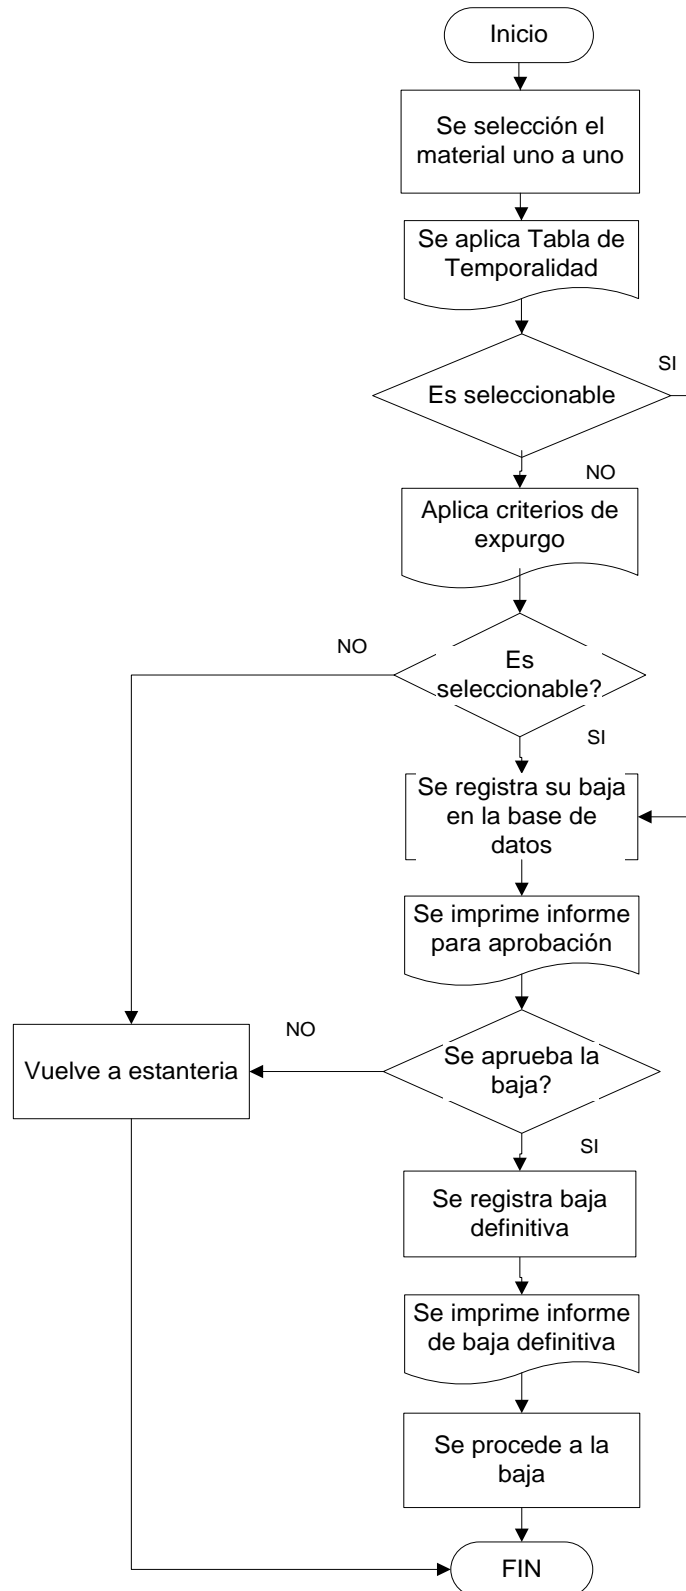 Inicio
Se selección el
material uno a uno
Se aplica Tabla de
Temporalidad
SI
Es seleccionable
NO
Aplica criterios de
expurgo
NO
Es
seleccionable?
SI
Se registra su baja
en la base de
datos
Se imprime informe
para aprobación
NO
Se aprueba la
baja?
Vuelve a estanteria
SI
Se registra baja
definitiva
Se imprime informe
de baja definitiva
Se procede a la
baja
FIN